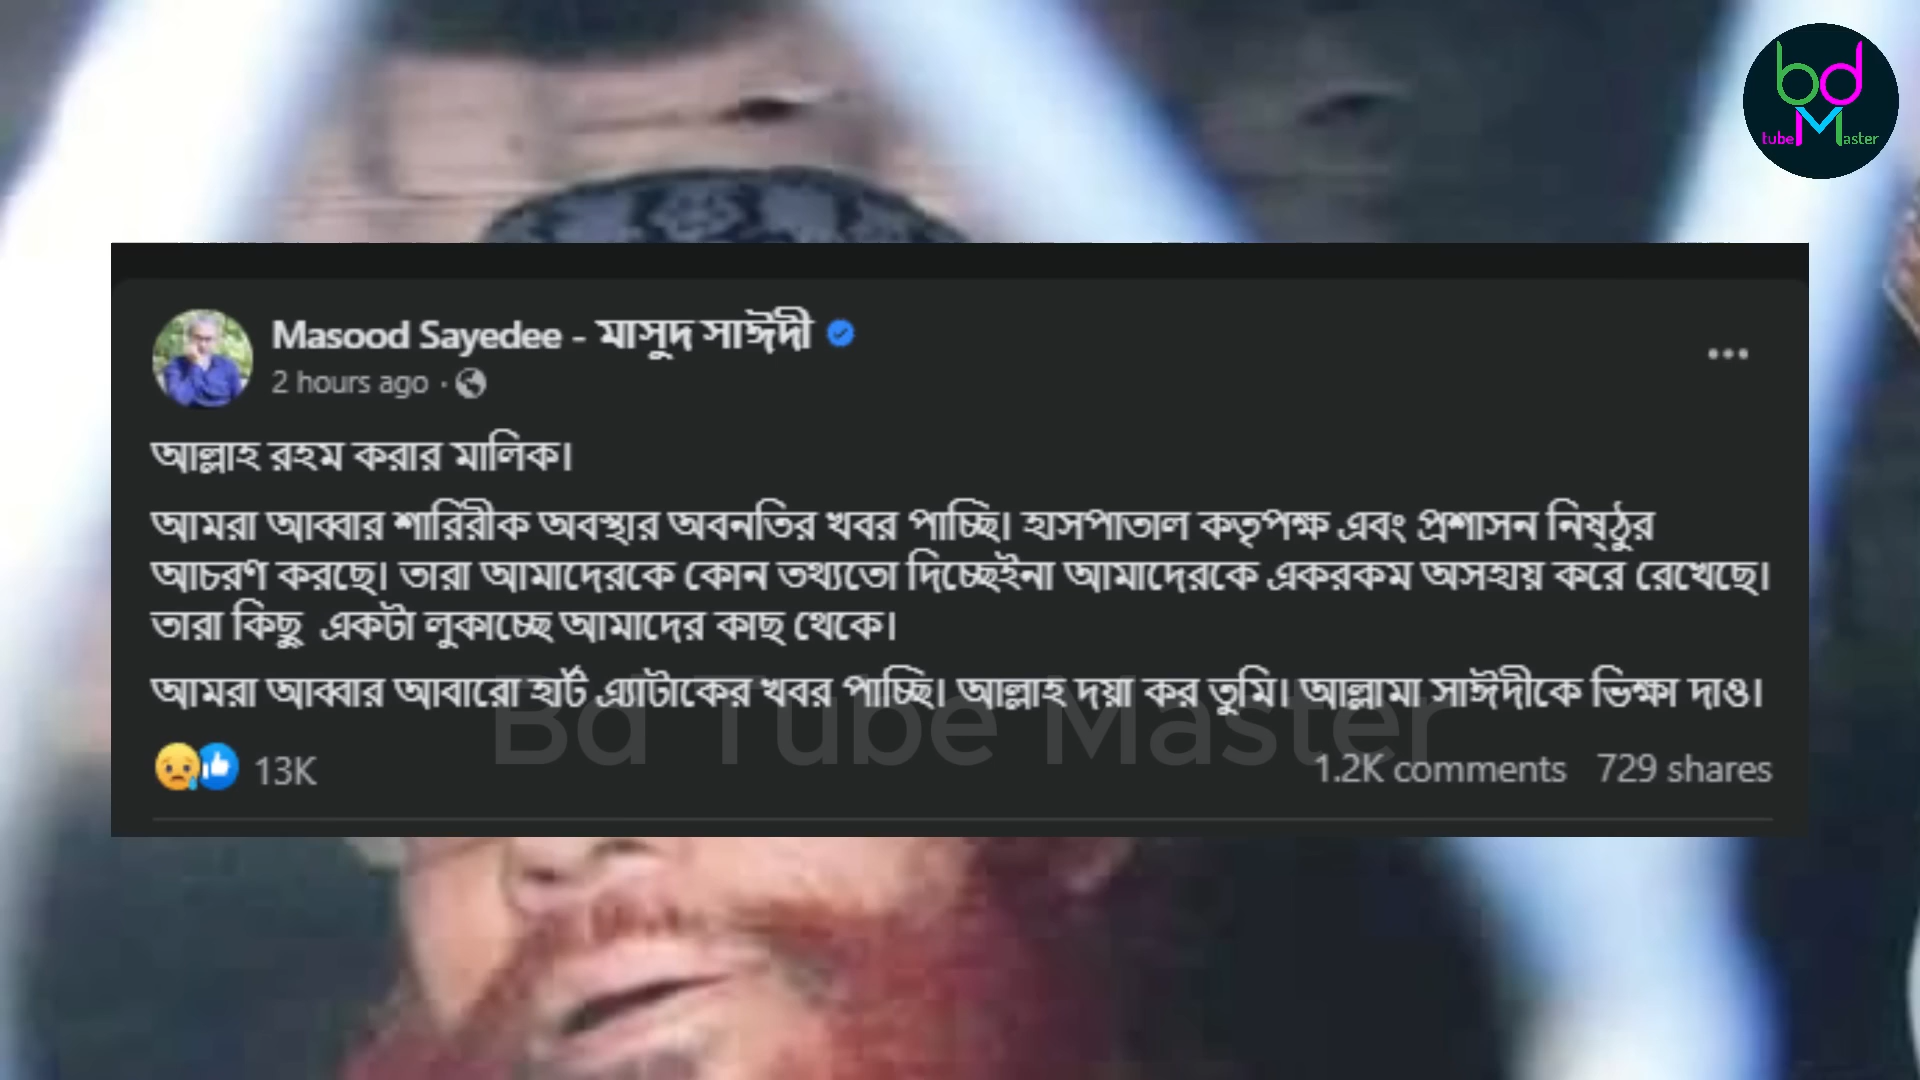 bd
tube Master
Masood Sayedee - মাসুদ সাঈদী
2 hours ago ·
আল্লাহ রহম করার মালিক।
আমরা আব্বার শারিরীক অবস্থার অবনতির খবর পাচ্ছি। হাসপাতাল কতৃপক্ষ এবং প্রশাসন নিষ্ঠুর
আচরণ করছে। তারা আমাদেরকে কোন তথ্যতো দিচ্ছেইনা আমাদেরকে একরকম অসহায় করে রেখেছে।
তারা কিছু একটা লুকাচ্ছে আমাদের কাছ থেকে।
আমরা আব্বার আবারো হার্ট এ্যাটাকের খবর পাচ্ছি। আল্লাহ দয়া কর তুমি। আল্লামা সাঈদীকে ভিক্ষা দাও।
Bd Tube Master
13K 1.2K comments 729 shares